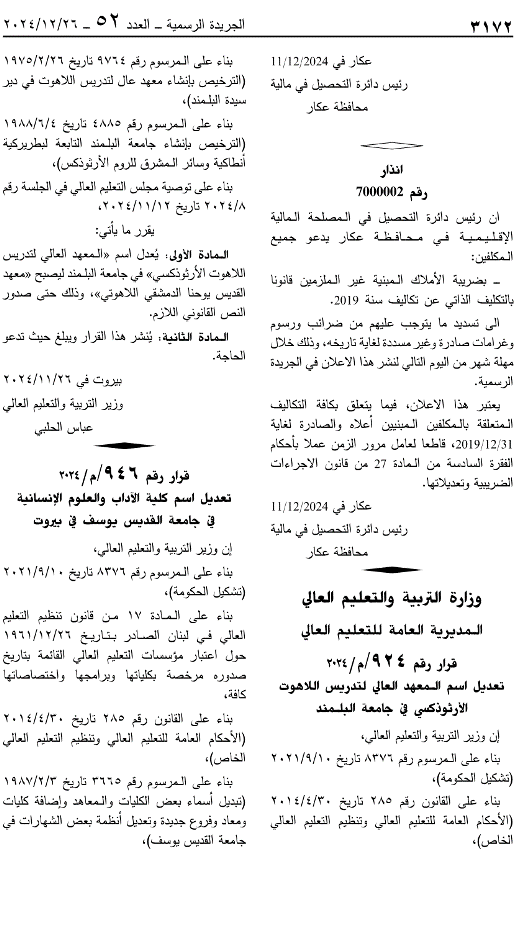 ٣١٧٢
الجريدة الرسمية ــ العدد ٥٢ ــ ٢٠٢٤/١٢/٢٦
عكار في 11/12/2024
رئيس دائرة التحصيل في مالية
محافظة عكار
انذار
رقم 7000002
ان رئيس دائرة التحصيل في المصلحة المالية
الإقليمية في محافظة عكار يدعو جميع
المكلفين:
ــ بضريبة الأملاك المبنية غير الملزمين قانونا
بالتكليف الذاتي عن تكاليف سنة 2019.
الى تسديد ما يتوجب عليهم من ضرائب ورسوم
وغرامات صادرة وغير مسددة لغاية تاريخه، وذلك خلال
مهلة شهر من اليوم التالي لنشر هذا الاعلان في الجريدة
الرسمية.
يعتبر هذا الاعلان، فيما يتعلق بكافة التكاليف
المتعلقة بالمكلفين المبنيين أعلاه والصادرة لغاية
2019/12/31، قاطعا لعامل مرور الزمن عملا بأحكام
الفقرة السادسة من المادة 27 من قانون الاجراءات
الضريبية وتعديلاتها.
عكار في 11/12/2024
رئيس دائرة التحصيل في مالية
محافظة عكار
وزارة التربية والتعليم العالي
المديرية العامة للتعليم العالي
قرار رقم ٩٢٤/م/٢٠٢٤
تعديل اسم المعهد العالي لتدريس اللاهوت
الأرثوذكسي في جامعة البلمند
إن وزير التربية والتعليم العالي،
بناء على المرسوم رقم ٨٣٧٦ تاريخ ٢٠٢١/٩/١٠
(تشكيل الحكومة)،
بناء على القانون رقم ٢٨٥ تاريخ ٢٠١٤/٤/٣٠
(الأحكام العامة للتعليم العالي وتنظيم التعليم العالي
الخاص)،
بناء على المرسوم رقم ٩٧٦٤ تاريخ ١٩٧٥/٢/٢٦
(الترخيص بإنشاء معهد عال لتدريس اللاهوت في دير
سيدة البلمند)،
بناء على المرسوم رقم ٤٨٨٥ تاريخ ١٩٨٨/٦/٤
(الترخيص بإنشاء جامعة البلمند التابعة لبطريركية
أنطاكية وسائر المشرق للروم الأرثوذكس)،
بناء على توصية مجلس التعليم العالي في الجلسة رقم
٢٠٢٤/٨ تاريخ ٢٠٢٤/١١/١٢،
يقرر ما يأتي:
المادة الأولى: يُعدل اسم «المعهد العالي لتدريس
اللاهوت الأرثوذكسي» في جامعة البلمند ليصبح «معهد
القديس يوحنا الدمشقي اللاهوتي»، وذلك حتى صدور
النص القانوني اللازم.
المادة الثانية: يُنشر هذا القرار ويبلغ حيث تدعو
الحاجة.
بيروت في ٢٠٢٤/١١/٢٦
وزير التربية والتعليم العالي
عباس الحلبي
قرار رقم ٩٤٦/م/٢٠٢٤
تعديل اسم كلية الآداب والعلوم الإنسانية
في جامعة القديس يوسف في بيروت
إن وزير التربية والتعليم العالي،
بناء على المرسوم رقم ٨٣٧٦ تاريخ ٢٠٢١/٩/١٠
(تشكيل الحكومة)،
بناء على المادة ١٧ من قانون تنظيم التعليم
العالي في لبنان الصادر بتاريخ ١٩٦١/١٢/٢٦
حول اعتبار مؤسسات التعليم العالي القائمة بتاريخ
صدوره مرخصة بكلياتها وبرامجها واختصاصاتها
كافة،
بناء على القانون رقم ٢٨٥ تاريخ ٢٠١٤/٤/٣٠
(الأحكام العامة للتعليم العالي وتنظيم التعليم العالي
الخاص)،
بناء على المرسوم رقم ٣٦٦٥ تاريخ ١٩٨٧/٢/٣
(تبديل أسماء بعض الكليات والمعاهد وإضافة كليات
ومعاد وفروع جديدة وتعديل أنظمة بعض الشهارات في
جامعة القديس يوسف)،